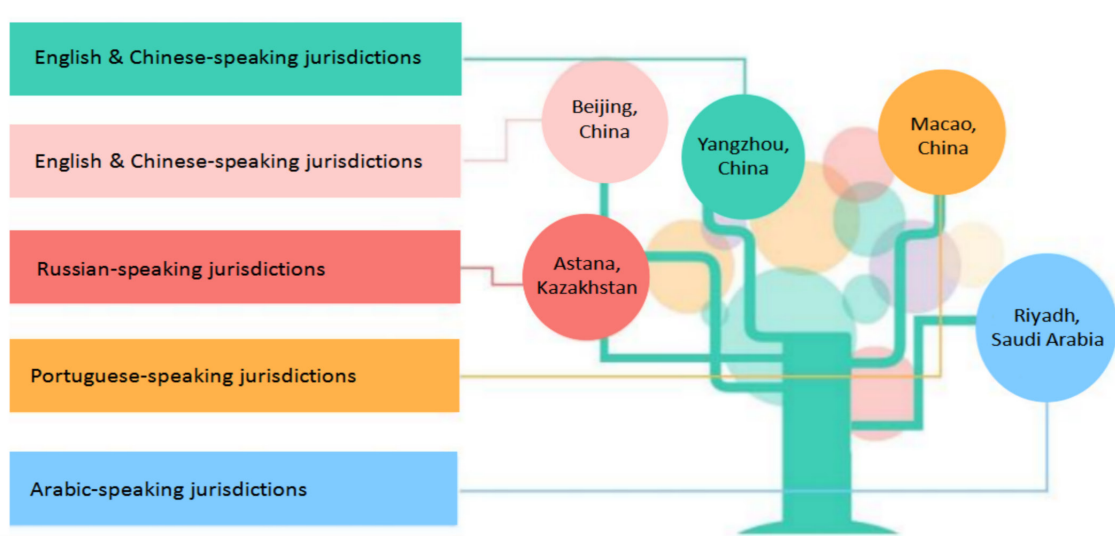 English & Chinese-speaking jurisdictions
English & Chinese-speaking jurisdictions
Russian-speaking jurisdictions
Portuguese-speaking jurisdictions
Arabic-speaking jurisdictions
Beijing,
China
Yangzhou,
China
Macao,
China
Astana,
Kazakhstan
Riyadh,
Saudi Arabia